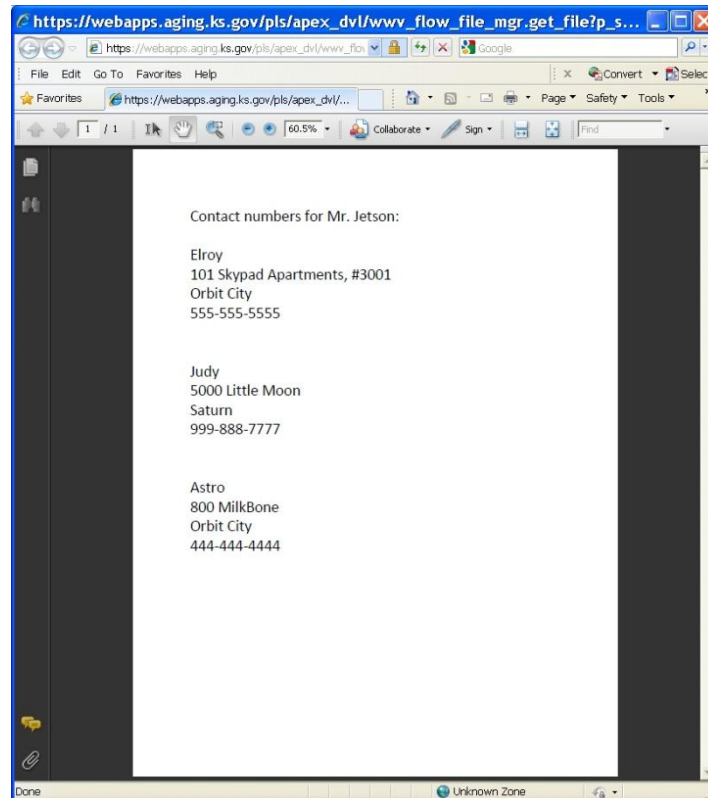 https://webapps.aging.ks.gov/pls/apex_dvl/wwv_flow_file_mgr.get_file?p_s...
https://webapps.aging.ks.gov/pls/apex_dvl/wwv_flo
Google
File Edit Go To Favorites Help
Convert
Selec
Favorites
https://webapps.aging.ks.gov/pls/apex_dvl/...
Page Safety Tools
1 / 1
60.5%
Collaborate
Sign
Find
Contact numbers for Mr. Jetson:
Elroy
101 Skypad Apartments, #3001
Orbit City
555-555-5555
Judy
5000 Little Moon
Saturn
999-888-7777
Astro
800 MilkBone
Orbit City
444-444-4444
Done
Unknown Zone